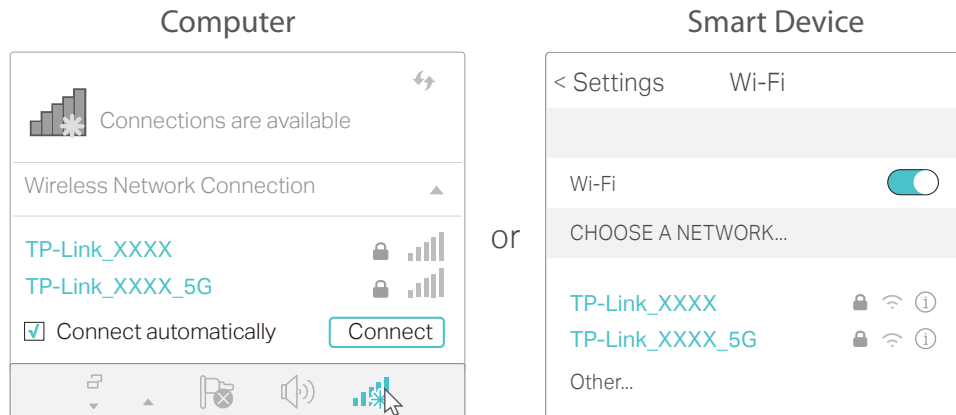 Computer
Connections are available
Wireless Network Connection
TP-Link_XXXX
TP-Link_XXXX_5G
Connect automatically
Connect
or
Smart Device
< Settings
Wi-Fi
Wi-Fi
CHOOSE A NETWORK...
TP-Link_XXXX
TP-Link_XXXX_5G
Other...